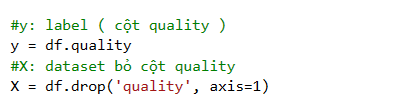 #y: label ( cột quality )
y = df.quality
#X: dataset bỏ cột quality
X = df.drop('quality', axis=1)